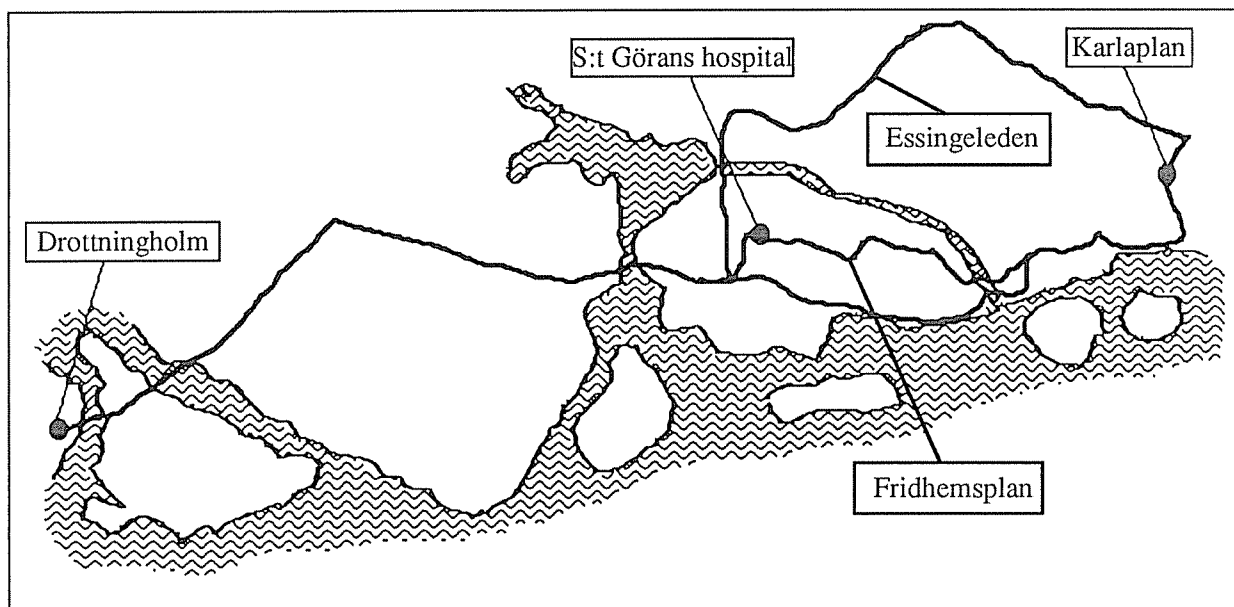 S:t Görans hospital
Karlaplan
Essingeleden
Drottningholm
Fridhemsplan